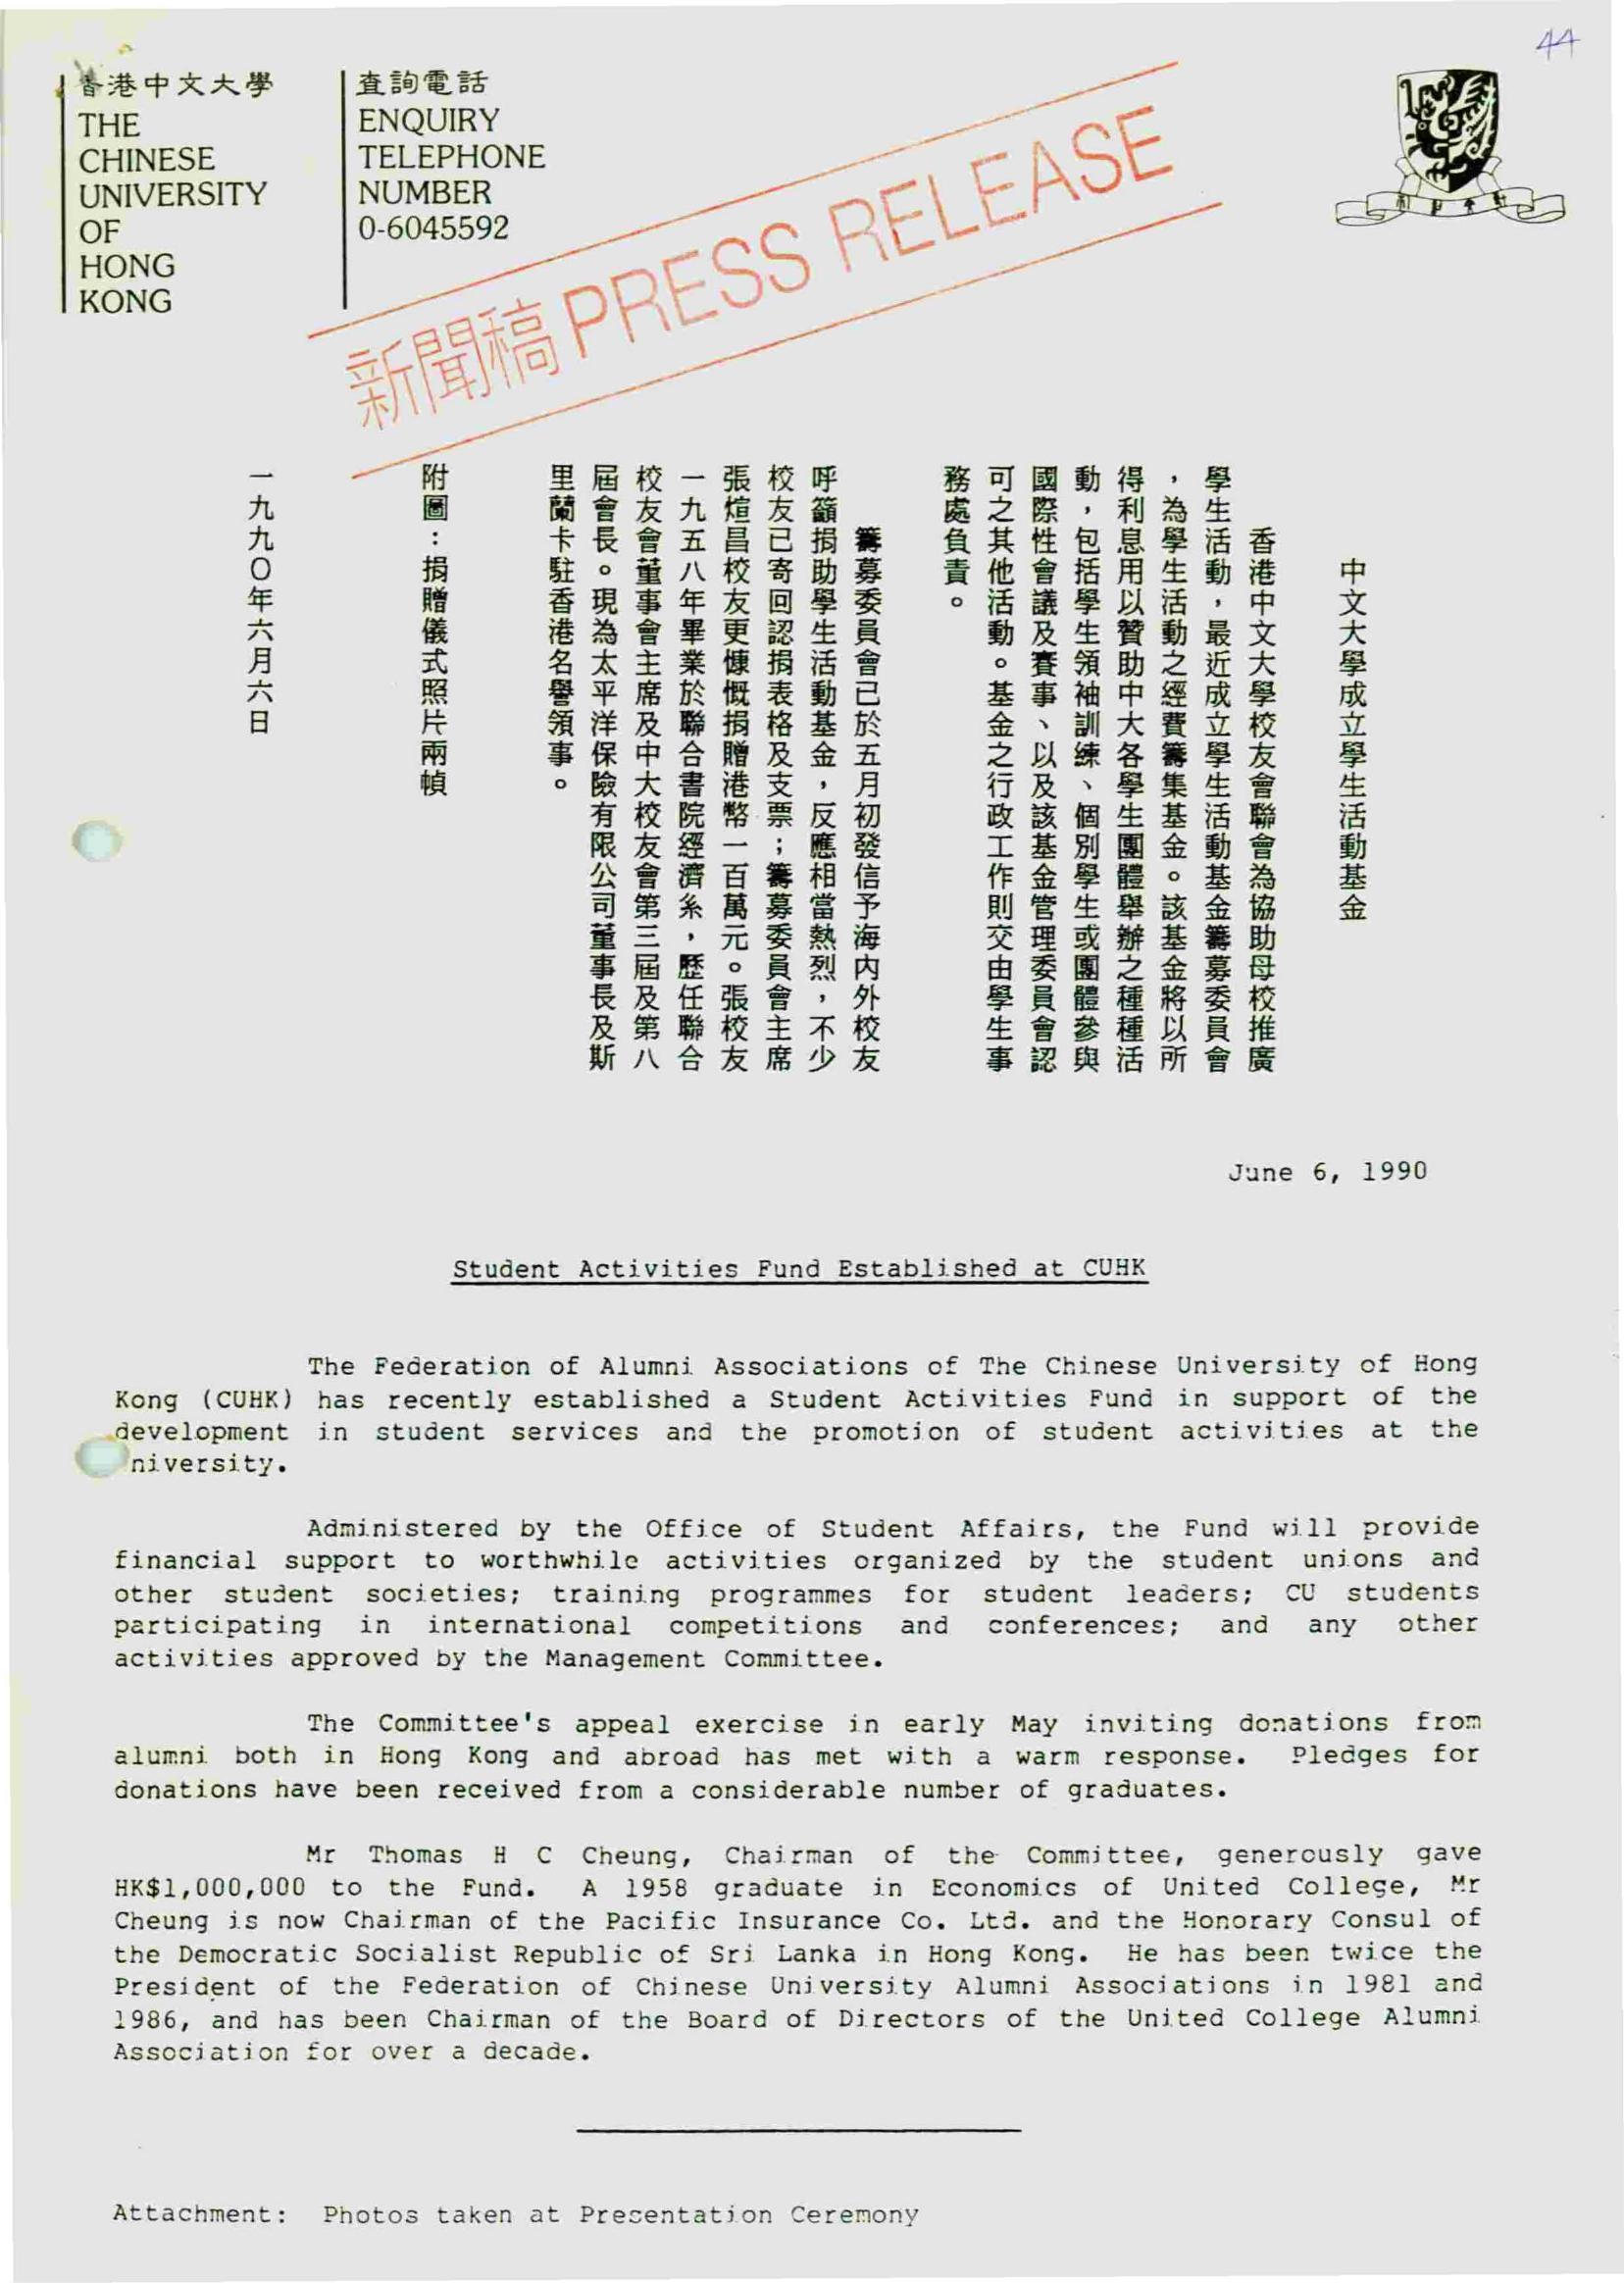 44
香港中文大學
THE
CHINESE
UNIVERSITY
OF
HONG
KONG
查詢電話
ENQUIRY
TELEPHONE
NUMBER
0-6045592
新聞稿 PRESS RELEASE
中文大學成立學生活動基金
香港中文大學校友會聯會為協助母校推廣
學生活動，最近成立學生活動基金籌募委員會
，為學生活動之經費籌集基金。該基金將以所
得利息用以贊助中大各學生團體舉辦之種種活
動，包括學生領袖訓練、個別學生或團體參與
國際性會議及賽事、以及該基金管理委員會認
可之其他活動。基金之行政工作則交由學生事
務處負責。
籌募委員會已於五月初發信予海內外校友
呼籲捐助學生活動基金，反應相當熱烈，不少
校友已寄回認捐表格及支票；籌募委員會主席
張煊昌校友更慷慨捐贈港幣一百萬元。張校友
一九五八年畢業於聯合書院經濟系，歷任聯合
校友會董事會主席及中大校友會第三屆及第八
屆會長。現為太平洋保險有限公司董事長及斯
里蘭卡駐香港名譽領事。
附圖：捐贈儀式照片兩幀
一九九〇年六月六日
June 6, 1990
Student Activities Fund Established at CUHK
The Federation of Alumni Associations of The Chinese University of Hong
Kong (CUHK) has recently established a Student Activities Fund in support of the
development in student services and the promotion of student activities at the
niversity.
Administered by the Office of Student Affairs, the Fund will provide
financial support to worthwhile activities organized by the student unions and
other student societies; training programmes for student leaders; CU students
participating in international competitions and conferences; and any other
activities approved by the Management Committee.
The Committee's appeal exercise in early May inviting donations from
alumni both in Hong Kong and abroad has met with a warm response. Pledges for
donations have been received from a considerable number of graduates.
Mr Thomas H C Cheung, Chairman of the Committee, generously gave
HK$1,000,000 to the Fund. A 1958 graduate in Economics of United College, Mr
Cheung is now Chairman of the Pacific Insurance Co. Ltd. and the Honorary Consul of
the Democratic Socialist Republic of Sri Lanka in Hong Kong. He has been twice the
President of the Federation of Chinese University Alumni Associations in 1981 and
1986, and has been Chairman of the Board of Directors of the United College Alumni
Association for over a decade.
Attachment: Photos taken at Presentation Ceremony